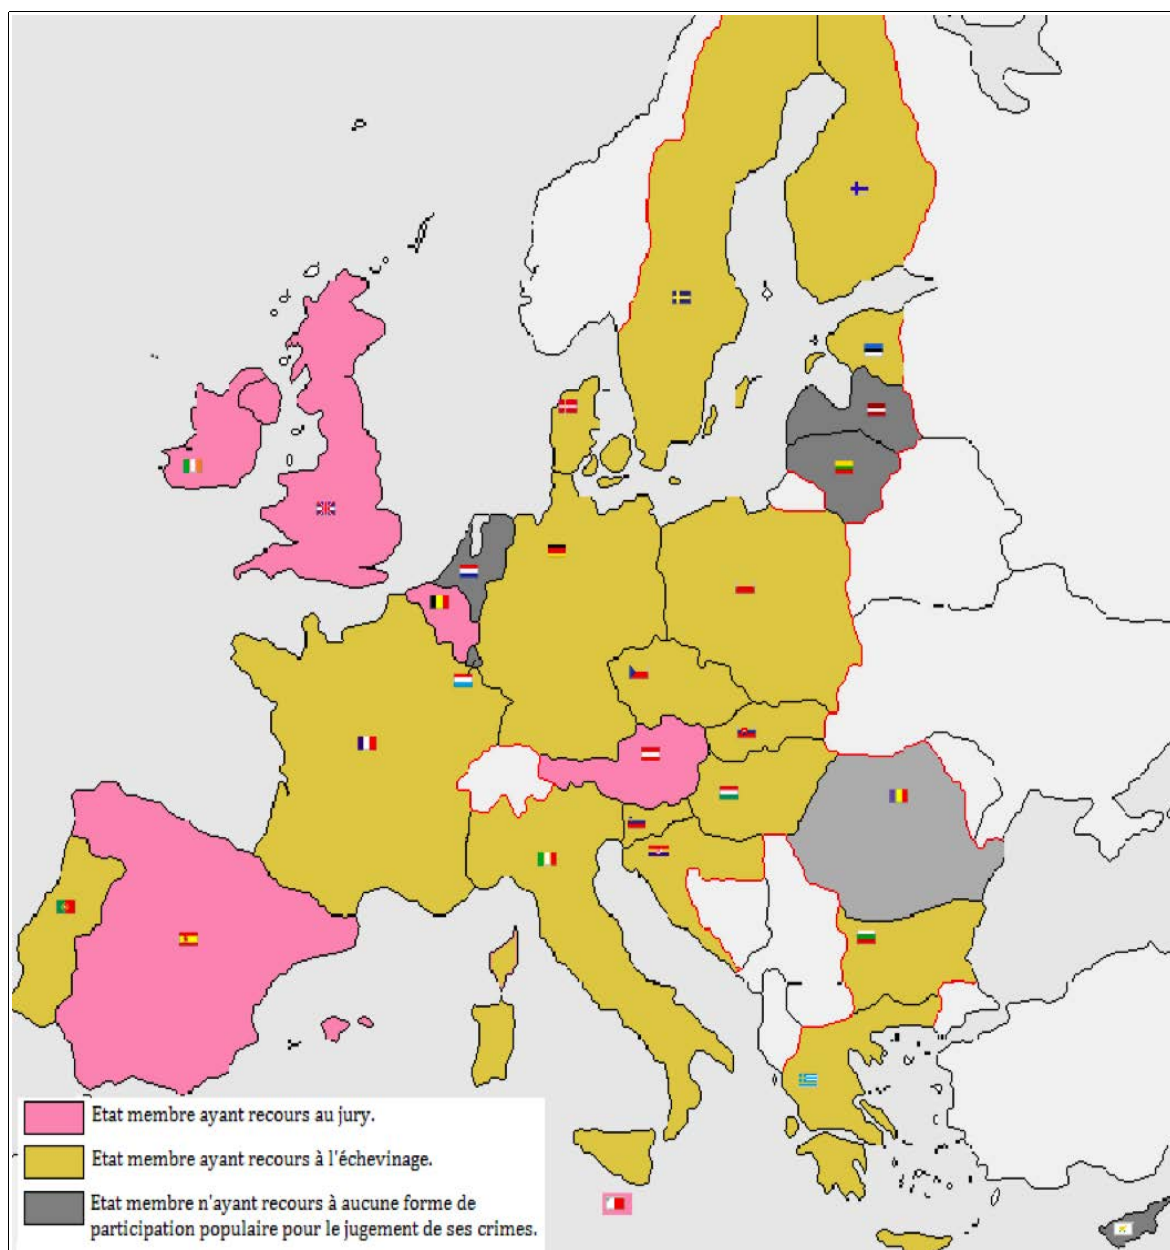 Etat membre ayant recours au jury.
Etat membre ayant recours à l'échevinage.
Etat membre n'ayant recours à aucune forme de
participation populaire pour le jugement de ses crimes.